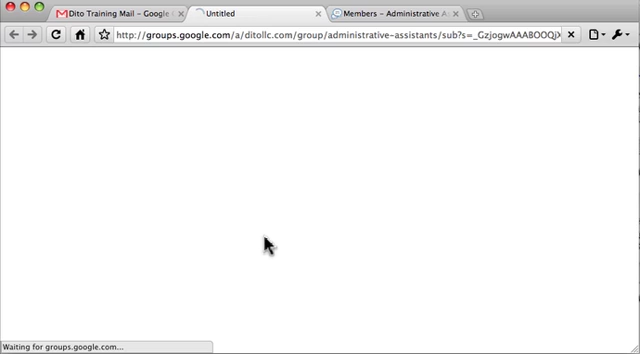 Dito Training Mail – Google
Untitled
Members – Administrative A
http://groups.google.com/a/ditollc.com/group/administrative-assistants/sub?s=_GzjogwAAABOOQj
Waiting for groups.google.com...